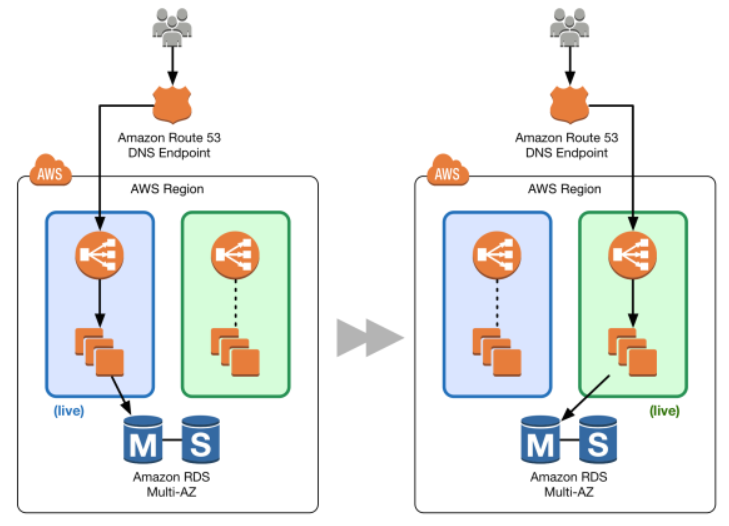 Amazon Route 53
DNS Endpoint
AWS
AWS Region
(live)
M S
Amazon RDS
Multi-AZ
Amazon Route 53
DNS Endpoint
AWS
AWS Region
(live)
M S
Amazon RDS
Multi-AZ